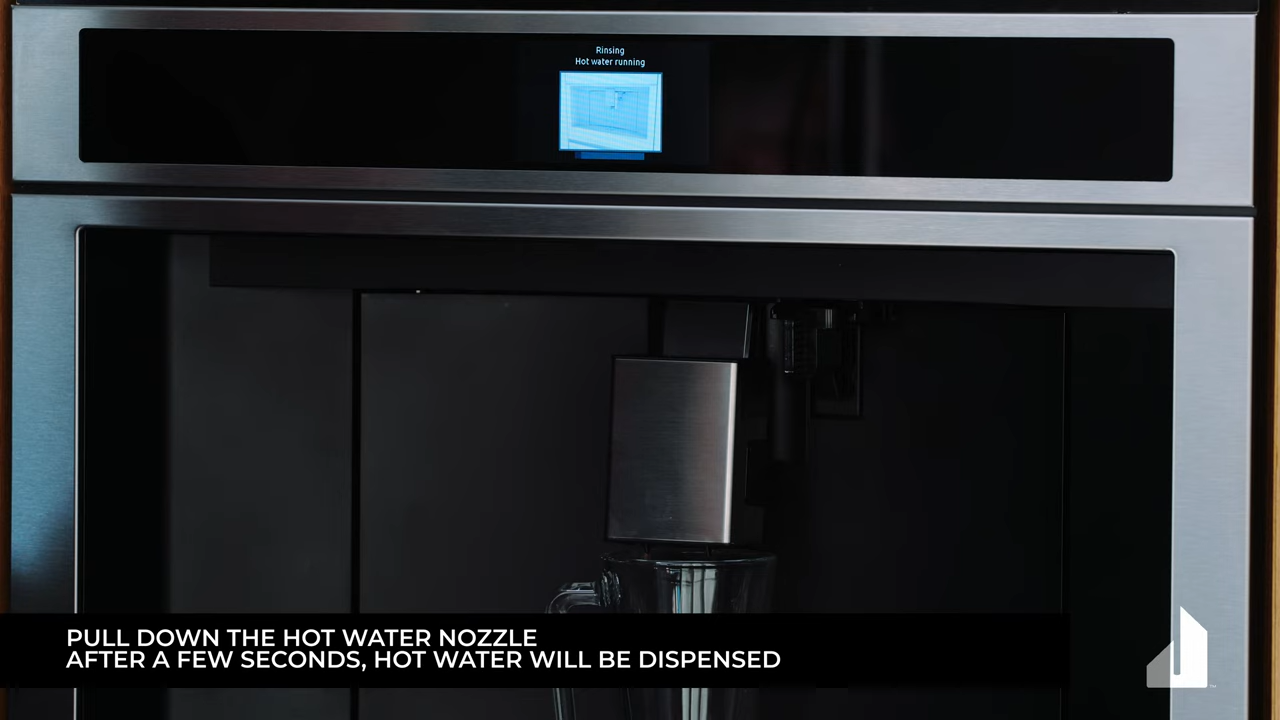 Rinsing
Hot water running
PULL DOWN THE HOT WATER NOZZLE
AFTER A FEW SECONDS, HOT WATER WILL BE DISPENSED